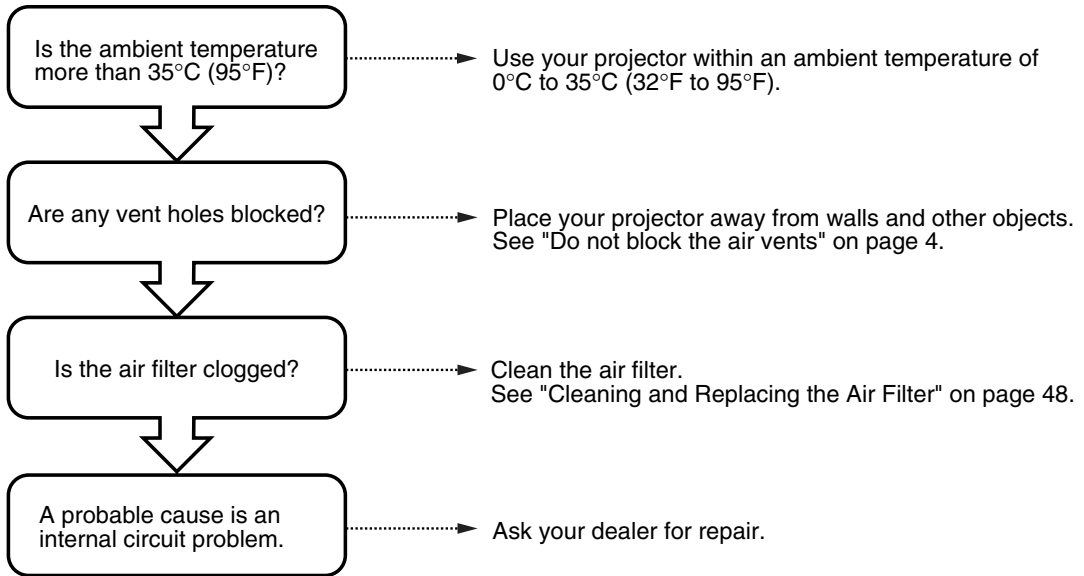 Is the ambient temperature
more than 35°C (95°F)?
Use your projector within an ambient temperature of
0°C to 35°C (32°F to 95°F).
Are any vent holes blocked?
Place your projector away from walls and other objects.
See "Do not block the air vents" on page 4.
Is the air filter clogged?
Clean the air filter.
See "Cleaning and Replacing the Air Filter" on page 48.
A probable cause is an
internal circuit problem.
Ask your dealer for repair.